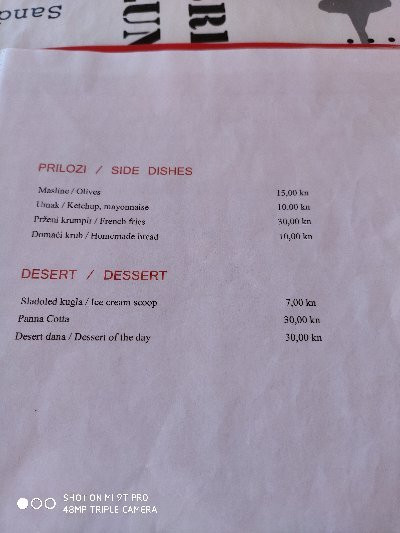 Sand
LUN
ORI
PRILOZI / SIDE DISHES
Masline / Olives 15,00 kn
Umak / Ketchup, mayonnaise 10,00 kn
Prženi krumpir / French fries 30,00 kn
Domaći kruh / Homemade bread 10,00 kn
DESERT / DESSERT
Sladoled kugla / Ice cream scoop 7,00 kn
Panna Cotta 30,00 kn
Desert dana / Dessert of the day 30,00 kn
SHOT ON MI 9T PRO
48MP TRIPLE CAMERA